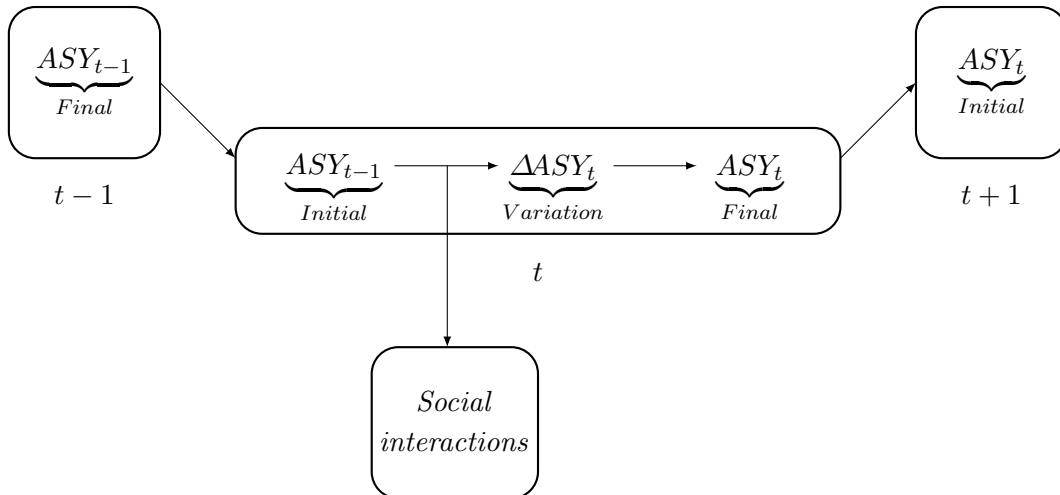 ASY_{t−1}
Final
t − 1
ASY_{t−1} ΔASY_t ASY_t
Initial Variation Final
t
ASY_t
Initial
t + 1
Social
interactions